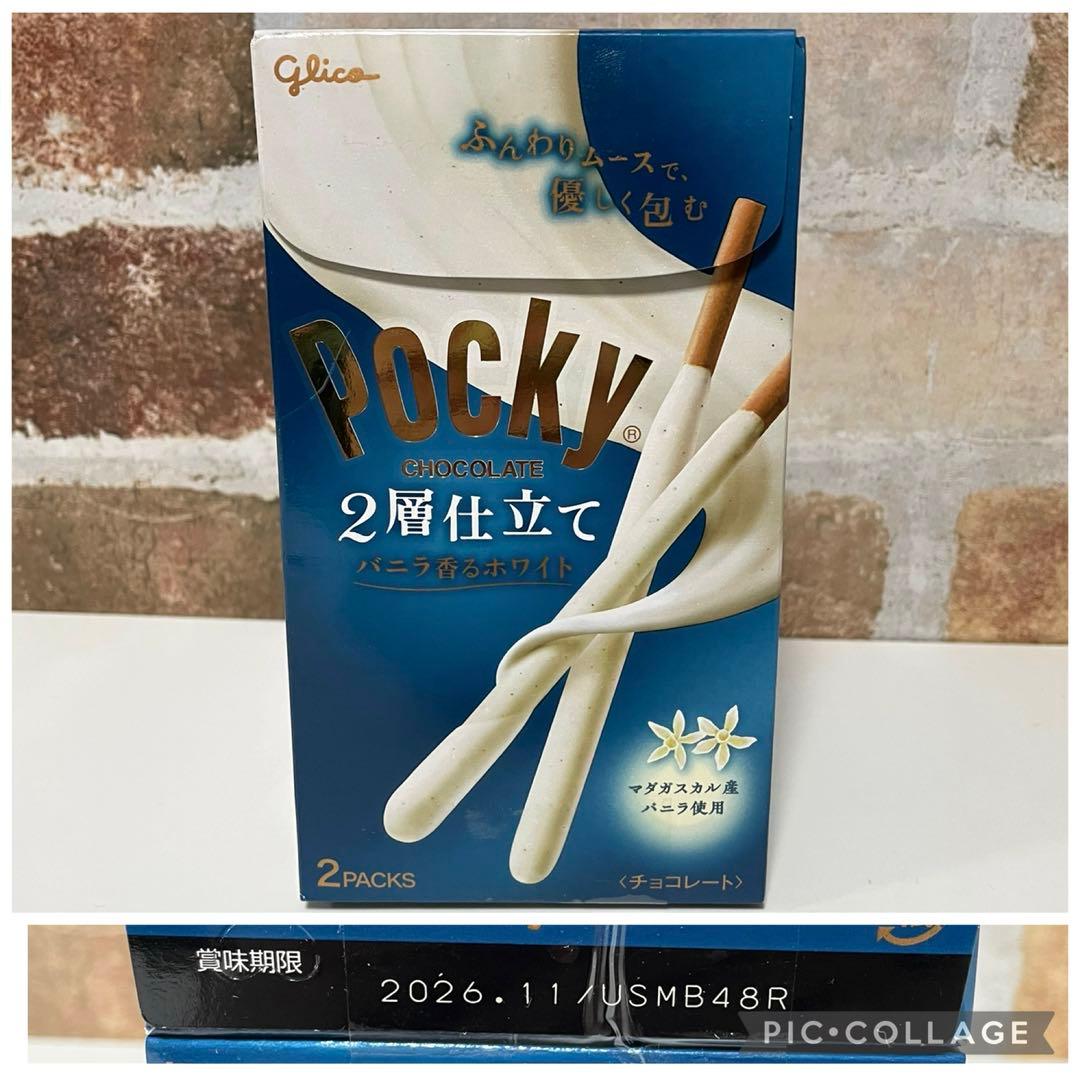 glico
ふんわりムースで、
優しく包む
Pocky®
CHOCOLATE
2層仕立て
バニラ香るホワイト
マダガスカル産
バニラ使用
2PACKS
〈チョコレート〉
賞味期限
2026.11/USMB48R
PIC•COLLAGE